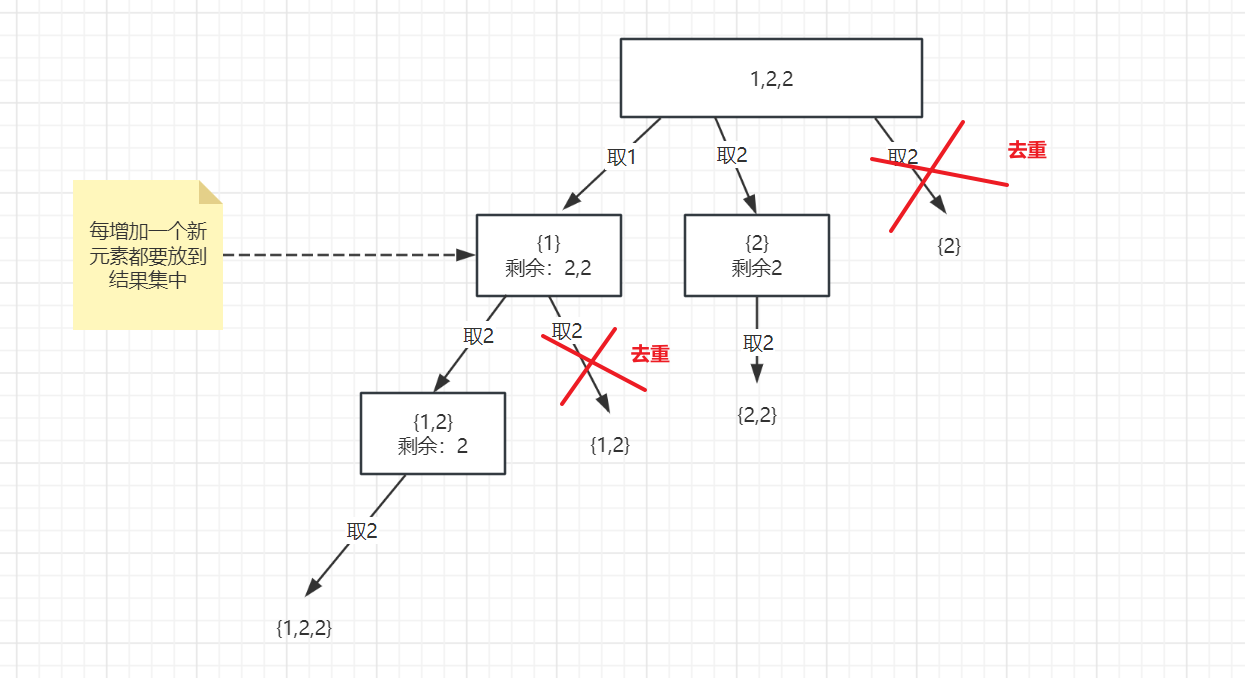 1,2,2
取1
取2
取2
去重
每增加一个新
元素都要放到
结果集中
{1}
剩余：2,2
{2}
剩余2
{2}
取2
取2
去重
取2
{1,2}
剩余：2
{1,2}
{2,2}
取2
{1,2,2}